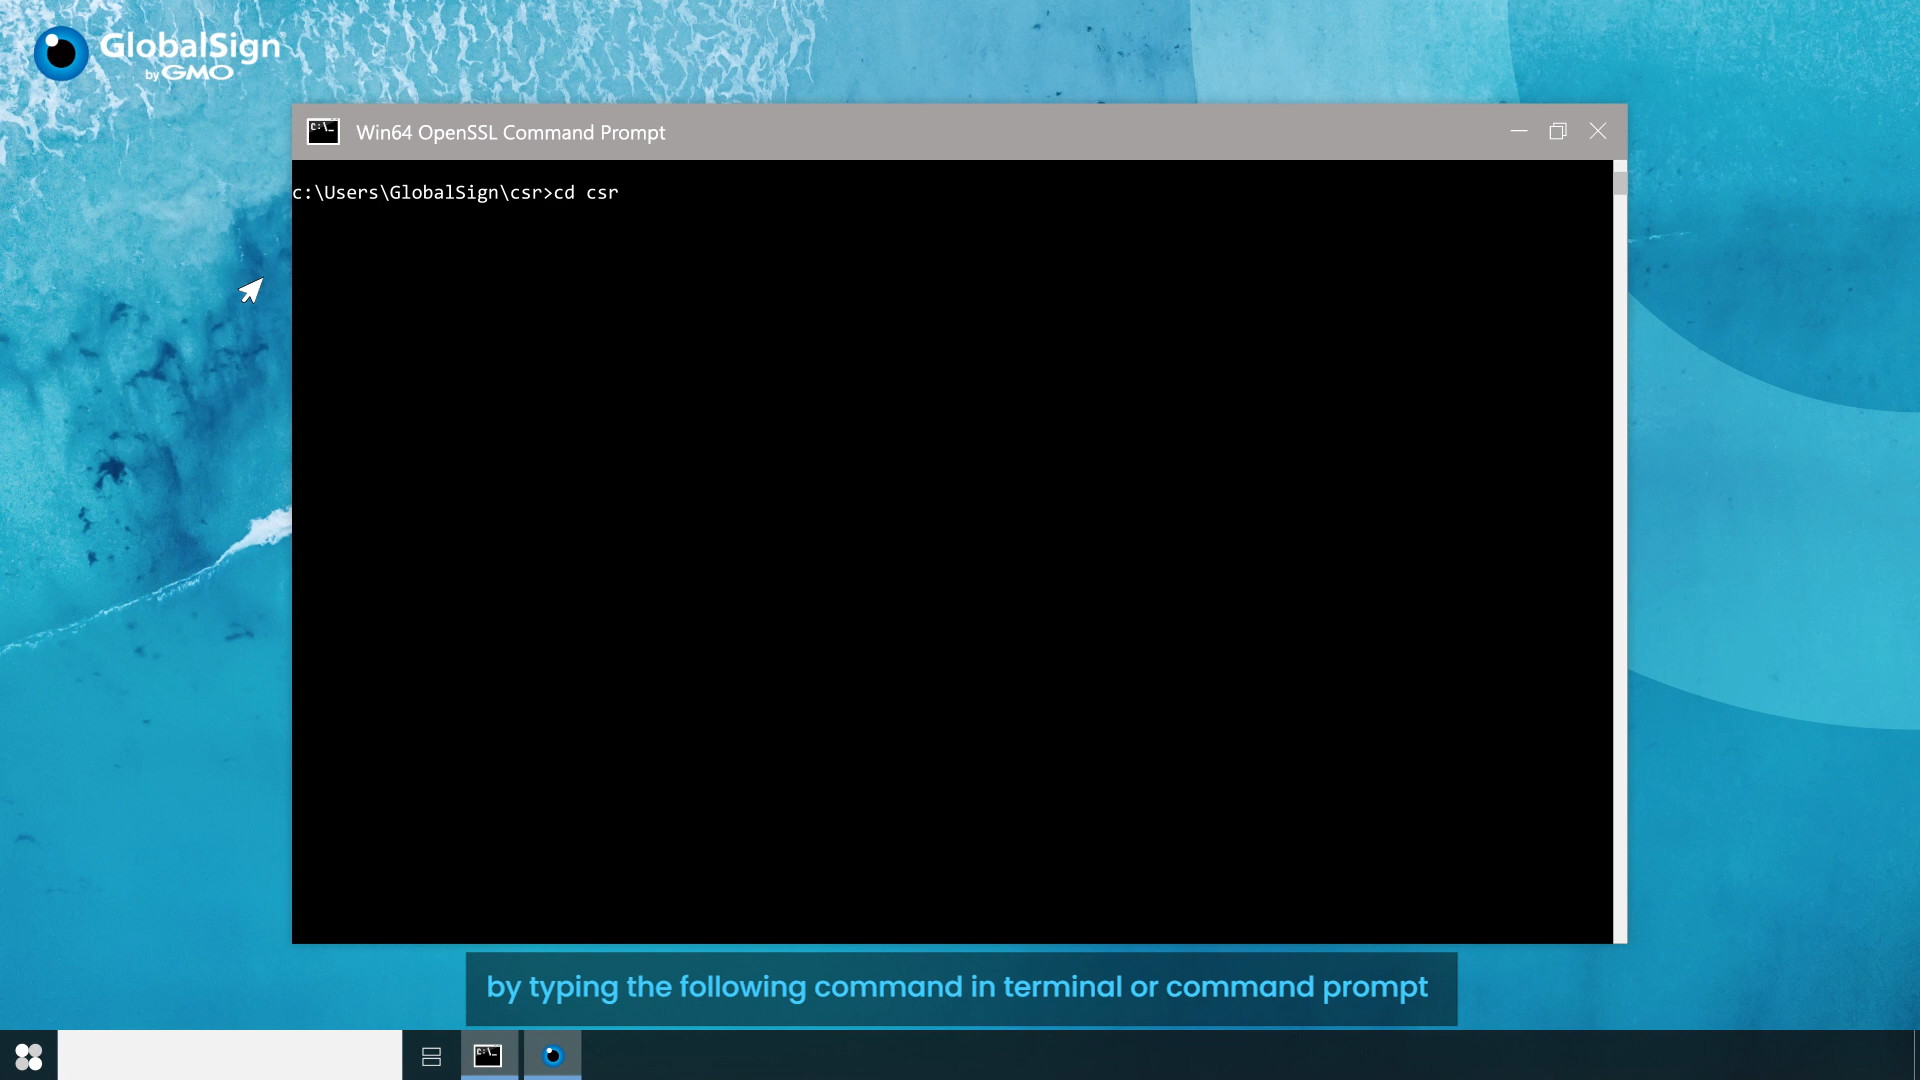 GlobalSign
by GMO
Win64 OpenSSL Command Prompt
c:\Users\GlobalSign\csr>cd csr
by typing the following command in terminal or command prompt